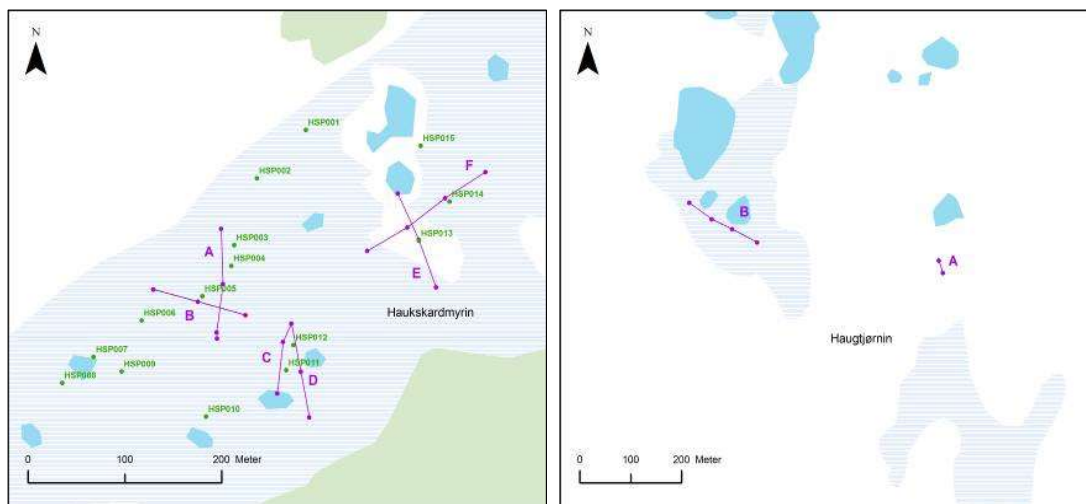 N
HSP001
HSP015
HSP002
F
HSP014
HSP003
A
HSP013
HSP004
E
HSP005
B
HSP006
Haukskardmyrin
HSP012
C
HSP007
HSP011
D
HSP009
HSP008
HSP010
0 100 200 Meter
N
B
A
Haugtjørnin
0 100 200 Meter